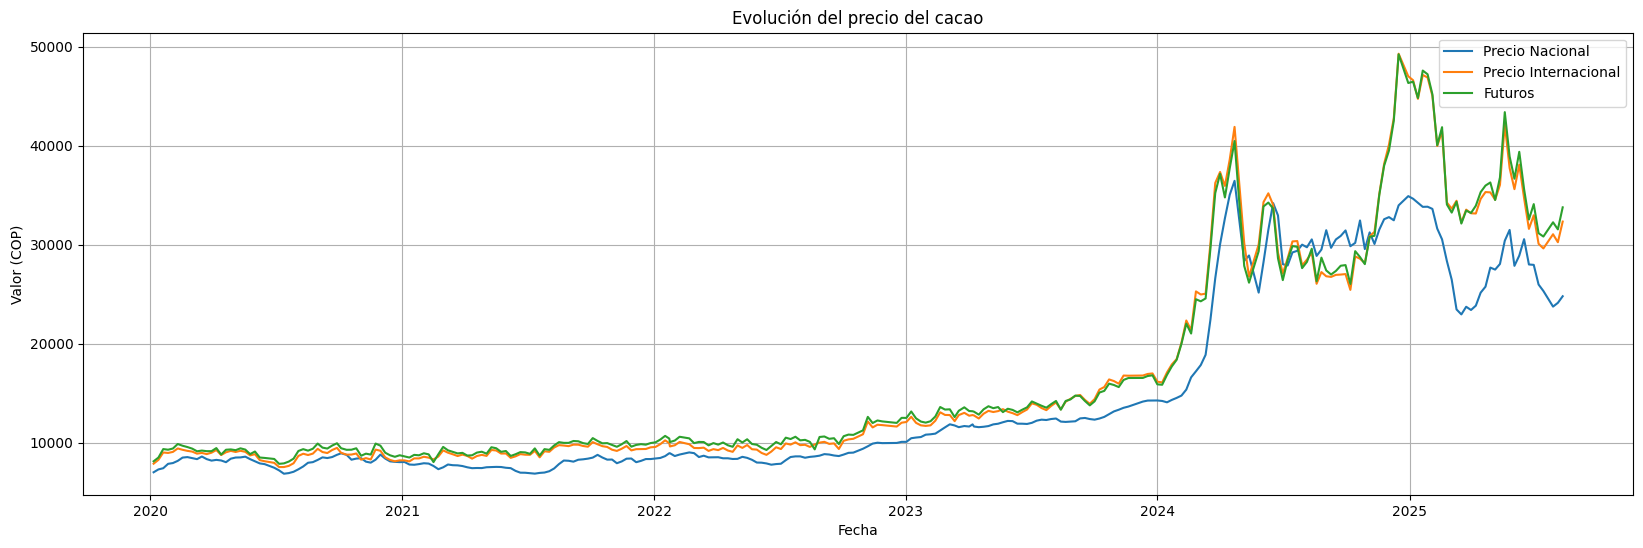 Evolución del precio del cacao
Precio Nacional
Precio Internacional
Futuros
Valor (COP)
50000
40000
30000
20000
10000
2020 2021 2022 2023 2024 2025
Fecha